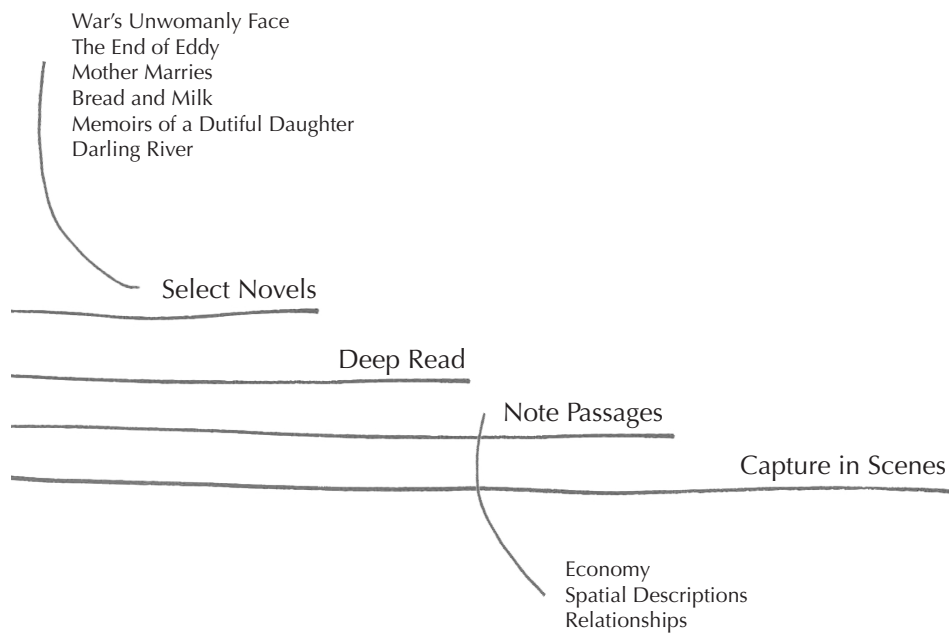 War's Unwomanly Face
The End of Eddy
Mother Marries
Bread and Milk
Memoirs of a Dutiful Daughter
Darling River
Select Novels
Deep Read
Note Passages
Capture in Scenes
Economy
Spatial Descriptions
Relationships